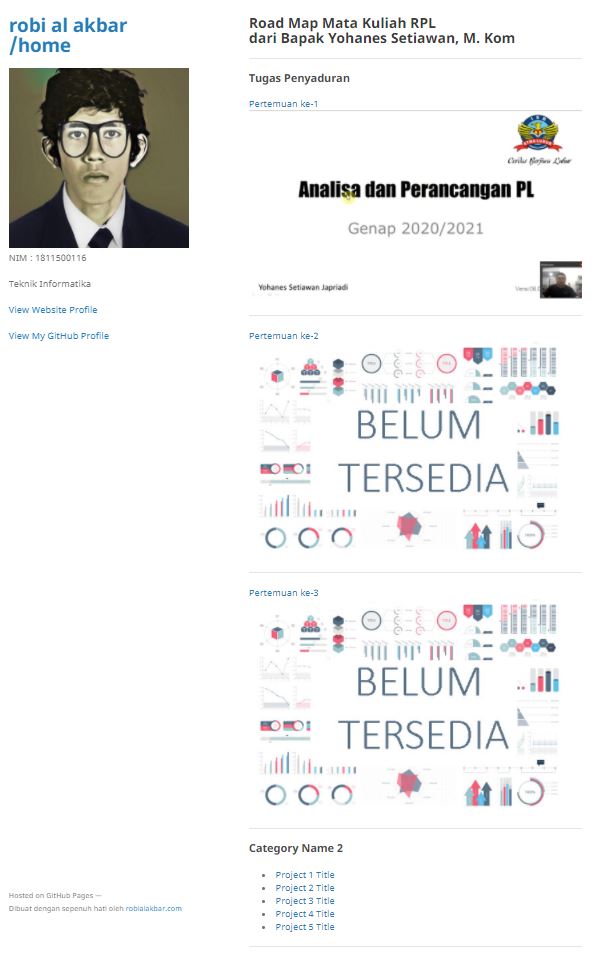 robi al akbar
/home
NIM : 1811500116
Teknik Informatika
View Website Profile
View My GitHub Profile
Hosted on GitHub Pages —
Dibuat dengan sepenuh hati oleh robialakbar.com
Road Map Mata Kuliah RPL
dari Bapak Yohanes Setiawan, M. Kom
Tugas Penyaduran
Pertemuan ke-1
Cerdas Berbudi Luhur
Analisa dan Perancangan PL
Genap 2020/2021
Yohanes Setiawan Japriadi
Pertemuan ke-2
BELUM
TERSEDIA
Pertemuan ke-3
BELUM
TERSEDIA
Category Name 2
Project 1 Title
Project 2 Title
Project 3 Title
Project 4 Title
Project 5 Title